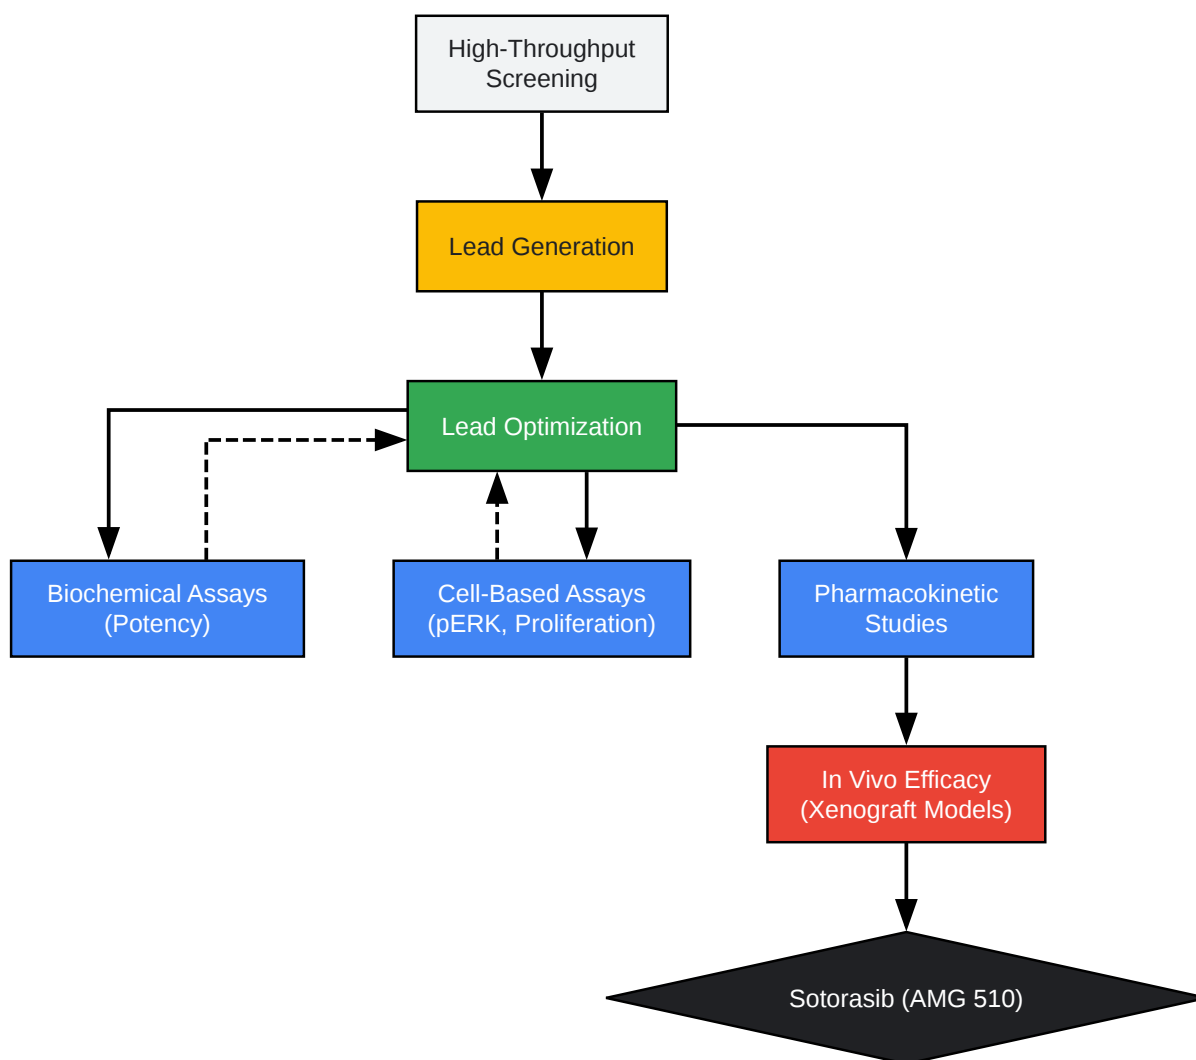 High-Throughput
Screening
Lead Generation
Lead Optimization
Biochemical Assays
(Potency)
Cell-Based Assays
(pERK, Proliferation)
Pharmacokinetic
Studies
In Vivo Efficacy
(Xenograft Models)
Sotorasib (AMG 510)